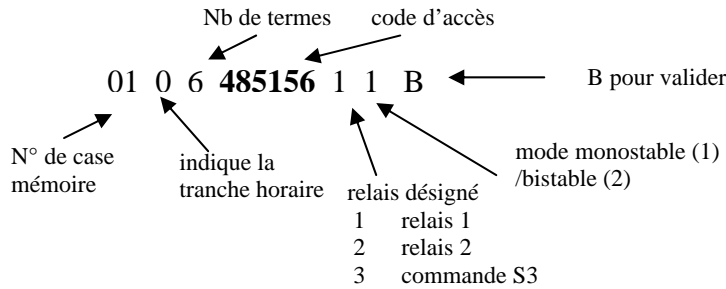 Nb de termes code d'accès
01 0 6 485156 1 1 B
B pour valider
N° de case
mémoire
indique la
tranche horaire
mode monostable (1)
/bistable (2)
relais désigné
1 relais 1
2 relais 2
3 commande S3